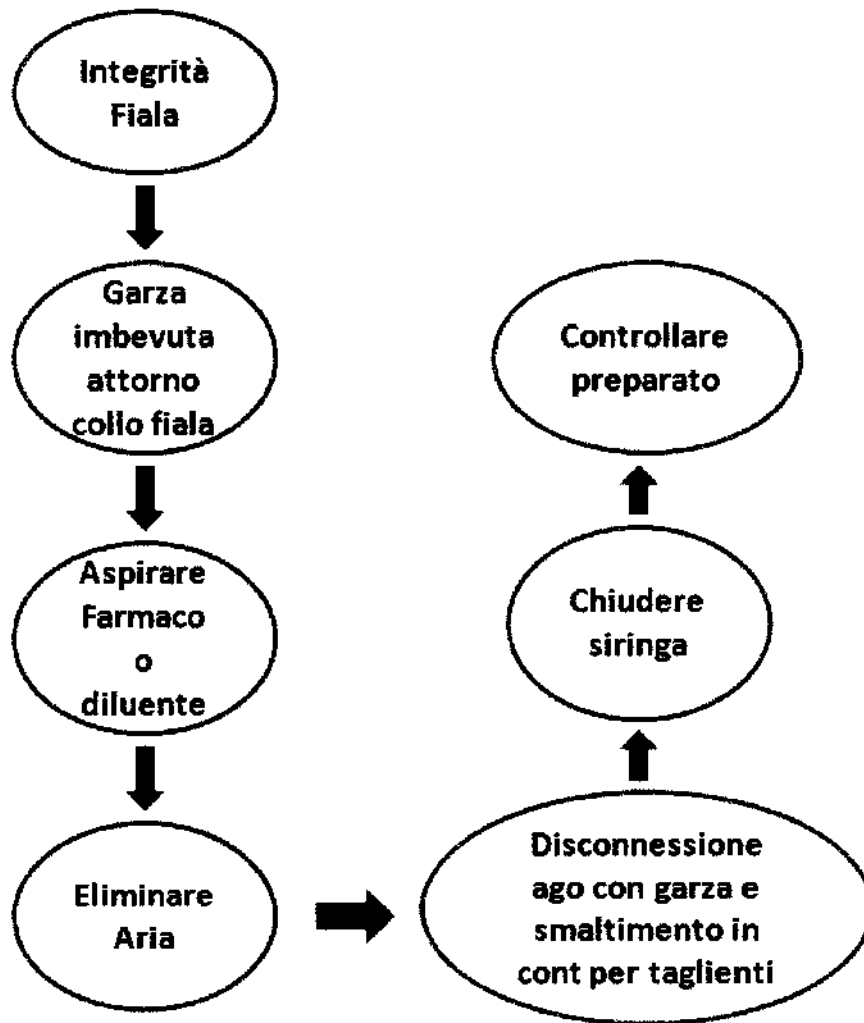 Integrità
Fiala
Garza
imbevuta
attorno
collo fiala
Aspirare
Farmaco
o
diluente
Eliminare
Aria
Disconnessione
ago con garza e
smaltimento in
cont per taglienti
Chiudere
siringa
Controllare
preparato